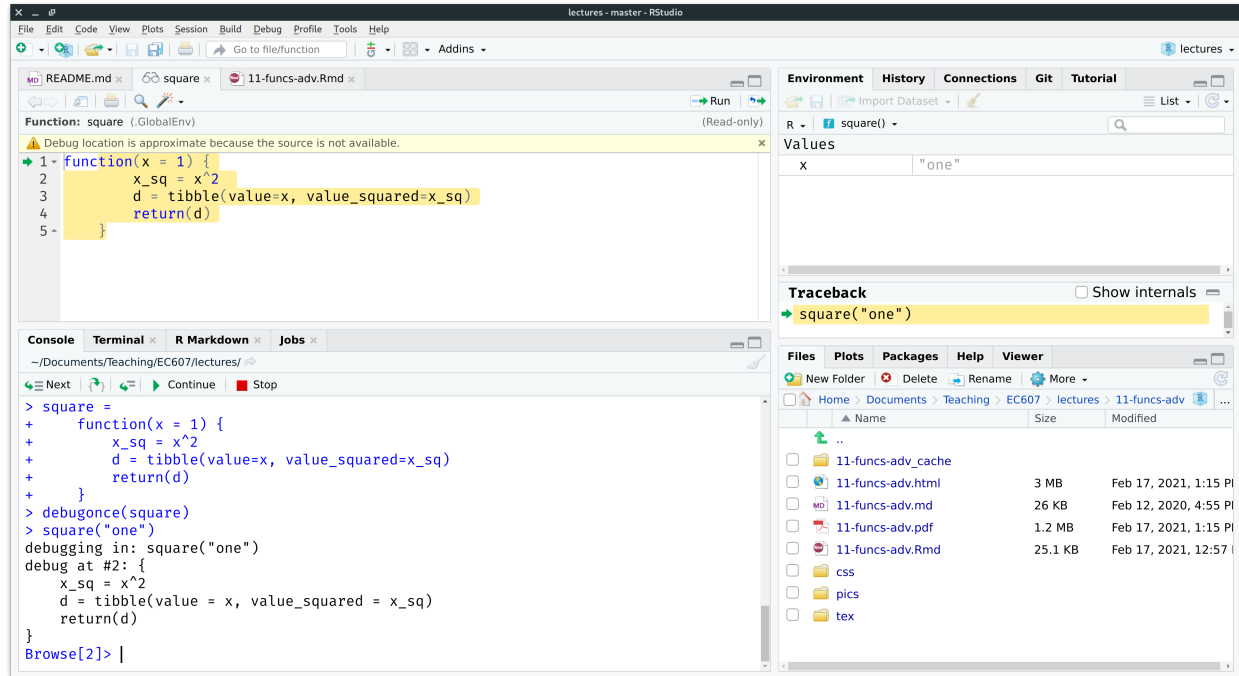 lectures - master - RStudio
File Edit Code View Plots Session Build Debug Profile Tools Help
Go to file/function
Addins
lectures
README.md
square
11-funcs-adv.Rmd
Run
Function: square (.GlobalEnv)
(Read-only)
Debug location is approximate because the source is not available.
1 function(x = 1) {
2 x_sq = x^2
3 d = tibble(value=x, value_squared=x_sq)
4 return(d)
5 }
Console Terminal R Markdown Jobs
~/Documents/Teaching/EC607/lectures/
Next Continue Stop
> square =
+ function(x = 1) {
+ x_sq = x^2
+ d = tibble(value=x, value_squared=x_sq)
+ return(d)
+ }
> debugonce(square)
> square("one")
debugging in: square("one")
debug at #2: {
x_sq = x^2
d = tibble(value = x, value_squared = x_sq)
return(d)
}
Browse[2]>
Environment History Connections Git Tutorial
Import Dataset
List
R
square()
Values
x "one"
Traceback
Show internals
square("one")
Files Plots Packages Help Viewer
New Folder Delete Rename More
Home > Documents > Teaching > EC607 > lectures > 11-funcs-adv ...
Name Size Modified
..
11-funcs-adv_cache
11-funcs-adv.html 3 MB Feb 17, 2021, 1:15 P
11-funcs-adv.md 26 KB Feb 12, 2020, 4:55 P
11-funcs-adv.pdf 1.2 MB Feb 17, 2021, 1:15 P
11-funcs-adv.Rmd 25.1 KB Feb 17, 2021, 12:57
css
pics
tex